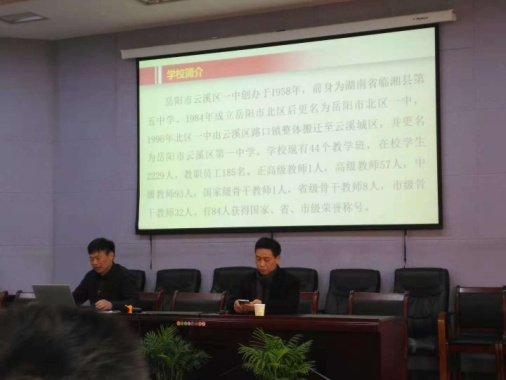 学校简介
岳阳市云溪区一中创办于1958年，前身为湖南省临湘县第
五中学，1984年成立岳阳市北区后更名为岳阳市北区一中，
1996年北区一中由云溪区路口镇整体搬迁至云溪城区，并更名
为岳阳市云溪区第一中学。学校现有44个教学班，在校学生
2229人，教职员工185名。正高级教师1人，高级教师57人，中
级教师93人，国家级骨干教师1人，省级骨干教师8人，市级骨
干教师32人，有84人获得国家、省、市级荣誉称号。